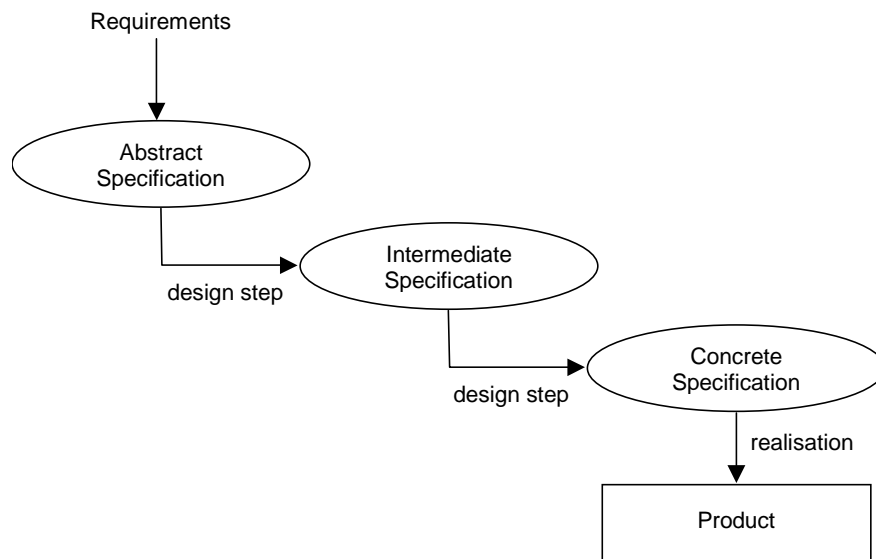 Requirements
Abstract
Specification
design step
Intermediate
Specification
design step
Concrete
Specification
realisation
Product